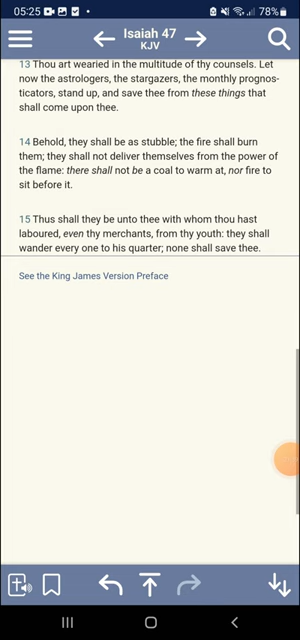 05:25
78%
Isaiah 47
KJV
13 Thou art wearied in the multitude of thy counsels. Let
now the astrologers, the stargazers, the monthly prognos-
ticators, stand up, and save thee from these things that
shall come upon thee.
14 Behold, they shall be as stubble; the fire shall burn
them; they shall not deliver themselves from the power of
the flame: there shall not be a coal to warm at, nor fire to
sit before it.
15 Thus shall they be unto thee with whom thou hast
laboured, even thy merchants, from thy youth: they shall
wander every one to his quarter; none shall save thee.
See the King James Version Preface